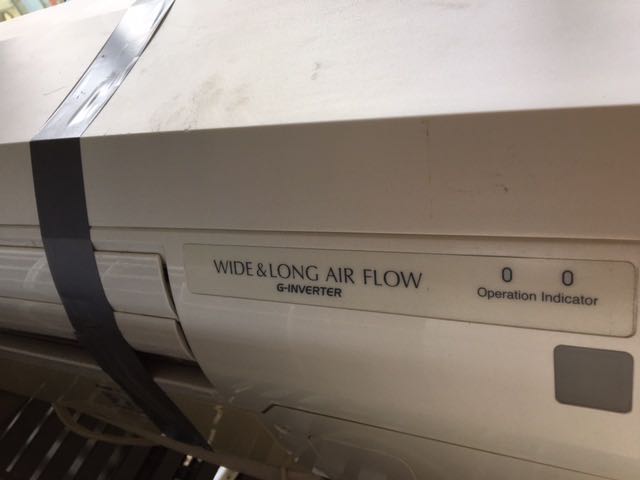 WIDE & LONG AIR FLOW
G-INVERTER
0 0
Operation Indicator